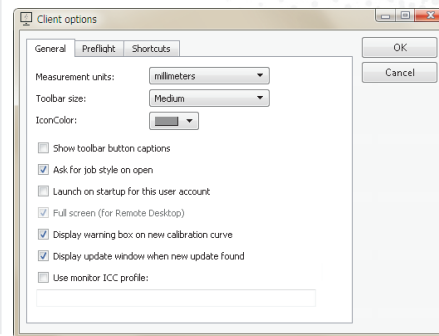 Client options
General Preflight Shortcuts
OK
Cancel
Measurement units: millimeters
Toolbar size: Medium
IconColor:
Show toolbar button captions
Ask for job style on open
Launch on startup for this user account
Full screen (for Remote Desktop)
Display warning box on new calibration curve
Display update window when new update found
Use monitor ICC profile: